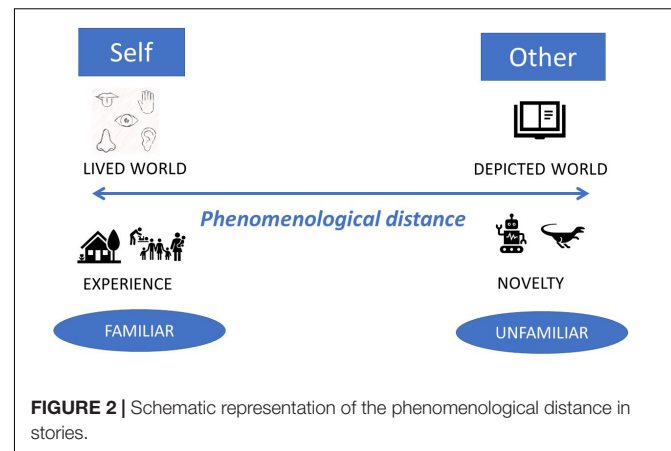 Self
Other
LIVED WORLD
DEPICTED WORLD
Phenomenological distance
EXPERIENCE
NOVELTY
FAMILIAR
UNFAMILIAR
FIGURE 2 | Schematic representation of the phenomenological distance in
stories.